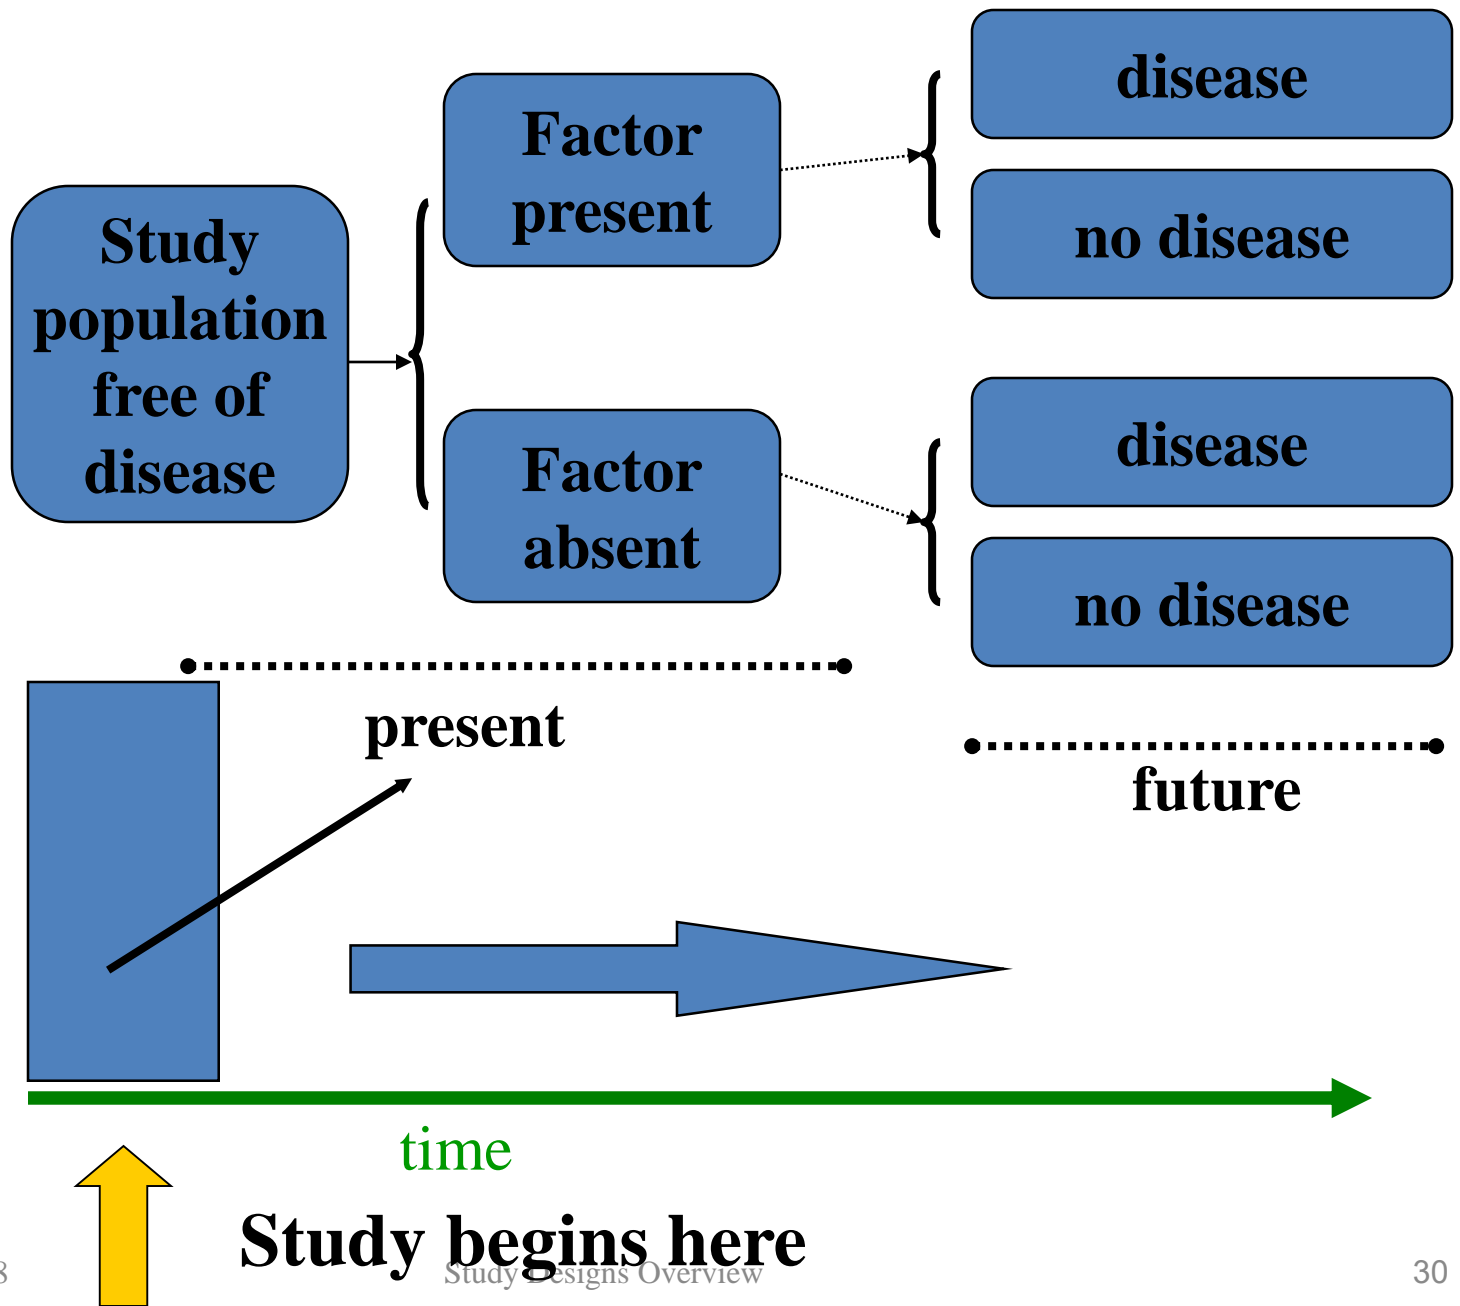 Study
population
free of
disease
Factor
present
Factor
absent
disease
no disease
disease
no disease
present
future
time
Study begins here
8
Study Designs Overview
30